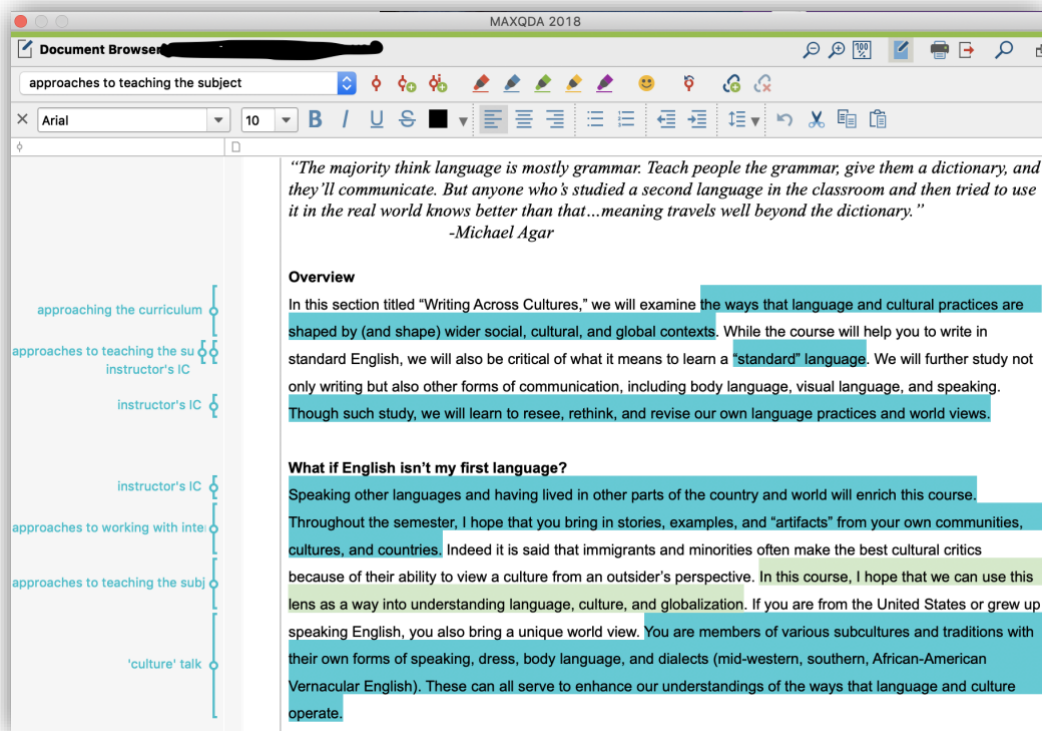 MAXQDA 2018
Document Browser
100
approaches to teaching the subject
Arial
10
B I U S
“The majority think language is mostly grammar. Teach people the grammar, give them a dictionary, and
they’ll communicate. But anyone who’s studied a second language in the classroom and then tried to use
it in the real world knows better than that…meaning travels well beyond the dictionary.”
-Michael Agar
Overview
approaching the curriculum
In this section titled “Writing Across Cultures,” we will examine the ways that language and cultural practices are
shaped by (and shape) wider social, cultural, and global contexts. While the course will help you to write in
approaches to teaching the su
standard English, we will also be critical of what it means to learn a “standard” language. We will further study not
instructor's IC
only writing but also other forms of communication, including body language, visual language, and speaking.
instructor's IC
Though such study, we will learn to resee, rethink, and revise our own language practices and world views.
What if English isn’t my first language?
instructor's IC
Speaking other languages and having lived in other parts of the country and world will enrich this course.
approaches to working with inte
Throughout the semester, I hope that you bring in stories, examples, and “artifacts” from your own communities,
cultures, and countries. Indeed it is said that immigrants and minorities often make the best cultural critics
approaches to teaching the subj
because of their ability to view a culture from an outsider’s perspective. In this course, I hope that we can use this
lens as a way into understanding language, culture, and globalization. If you are from the United States or grew up
speaking English, you also bring a unique world view. You are members of various subcultures and traditions with
'culture' talk
their own forms of speaking, dress, body language, and dialects (mid-western, southern, African-American
Vernacular English). These can all serve to enhance our understandings of the ways that language and culture
operate.